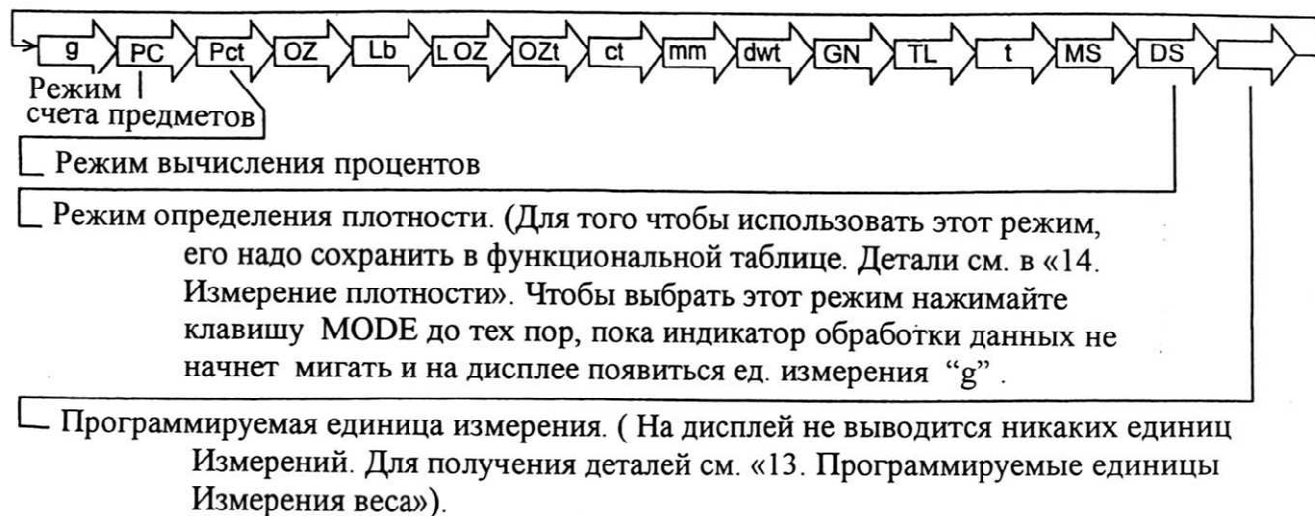 g PC Pct OZ Lb L OZ OZt ct mm dwt GN TL t MS DS
Режим
счета предметов
Режим вычисления процентов
Режим определения плотности. (Для того чтобы использовать этот режим,
его надо сохранить в функциональной таблице. Детали см. в «14.
Измерение плотности». Чтобы выбрать этот режим нажимайте
клавишу MODE до тех пор, пока индикатор обработки данных не
начнет мигать и на дисплее появиться ед. измерения “g” .
Программируемая единица измерения. ( На дисплей не выводится никаких единиц
Измерений. Для получения деталей см. «13. Программируемые единицы
Измерения веса»).